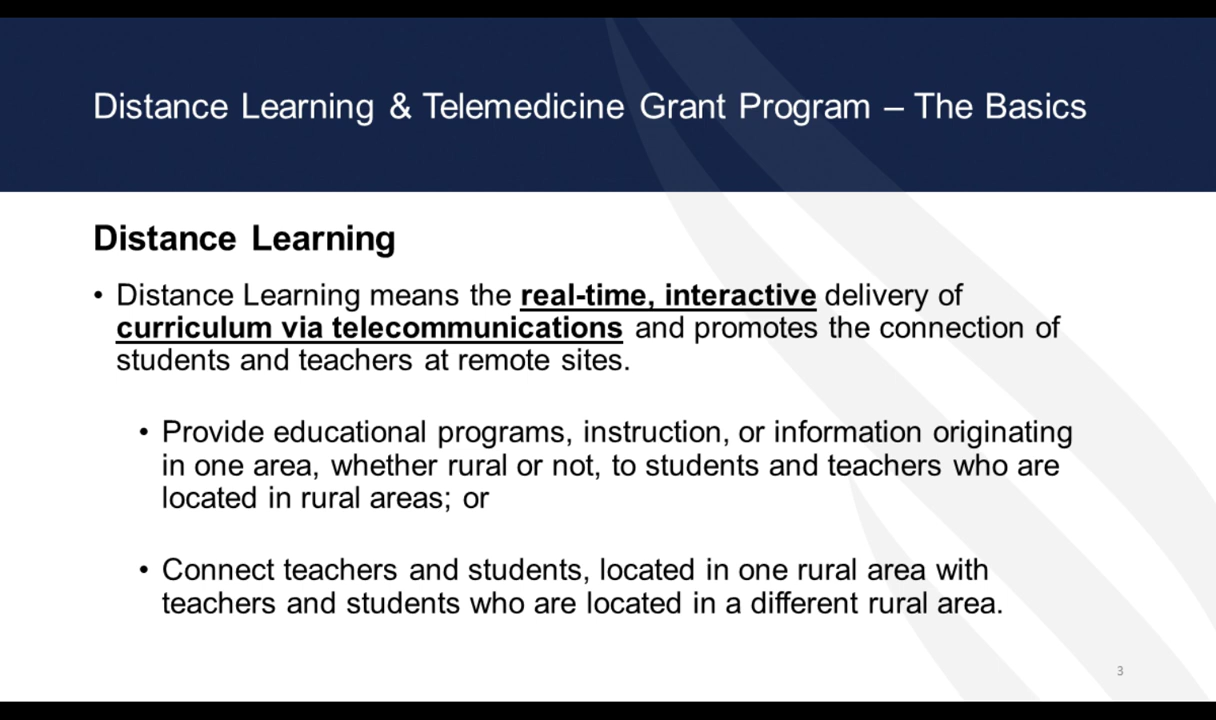 Distance Learning & Telemedicine Grant Program – The Basics
Distance Learning
• Distance Learning means the real-time, interactive delivery of
curriculum via telecommunications and promotes the connection of
students and teachers at remote sites.
• Provide educational programs, instruction, or information originating
in one area, whether rural or not, to students and teachers who are
located in rural areas; or
• Connect teachers and students, located in one rural area with
teachers and students who are located in a different rural area.
3